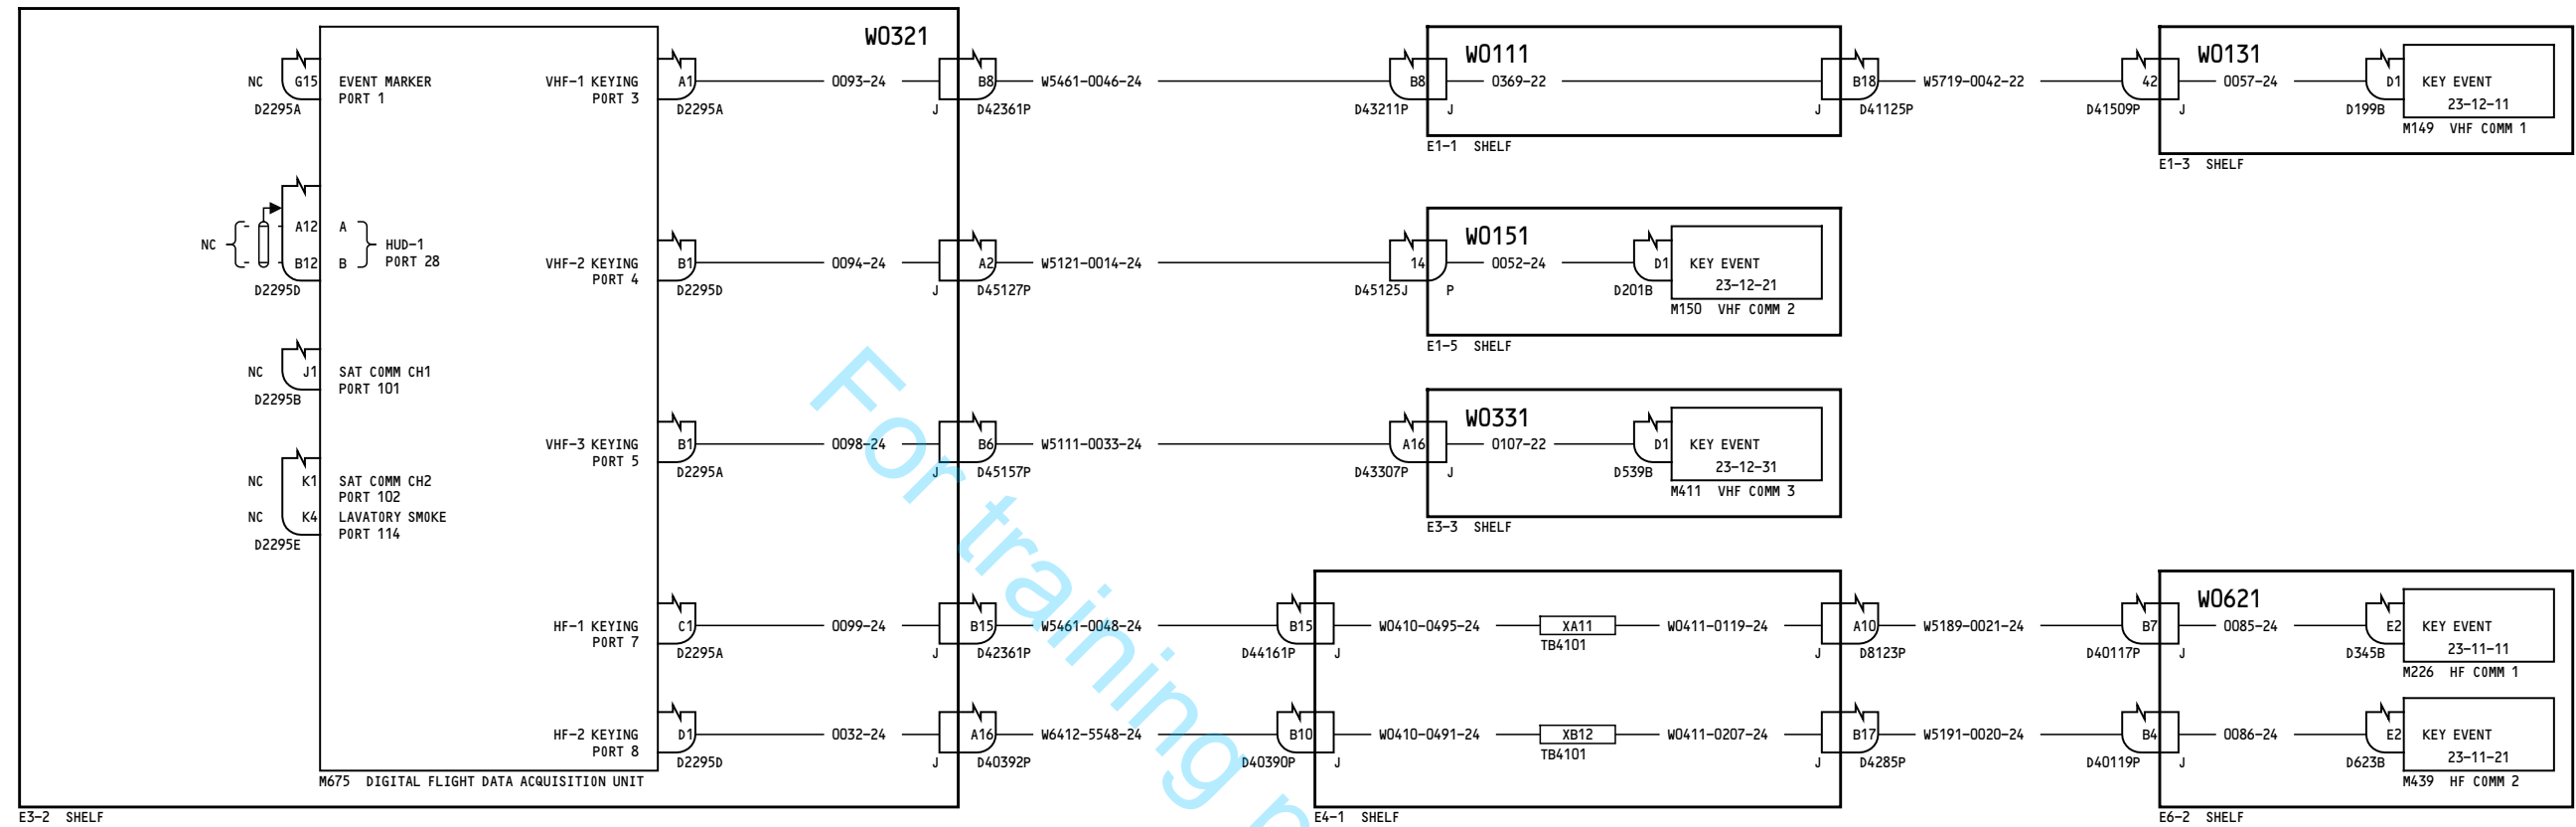 W0321
NC G15 EVENT MARKER
PORT 1
D2295A
NC
A12 A
B12 B
HUD-1
PORT 28
D2295D
NC J1 SAT COMM CH1
PORT 101
D2295B
NC K1 SAT COMM CH2
PORT 102
NC K4 LAVATORY SMOKE
PORT 114
D2295E
VHF-1 KEYING A1 0093-24 B8 W5461-0046-24 B8 0369-22 B18 W5719-0042-22 42 0057-24 D1 KEY EVENT
PORT 3
23-12-11
D2295A J D42361P D43211P J J D41125P D41509P J D199B
M149 VHF COMM 1
W0111
E1-1 SHELF
W0131
E1-3 SHELF
VHF-2 KEYING B1 0094-24 A2 W5121-0014-24 14 0052-24 D1 KEY EVENT
PORT 4
23-12-21
D2295D J D45127P D45125J P D201B
M150 VHF COMM 2
W0151
E1-5 SHELF
VHF-3 KEYING B1 0098-24 B6 W5111-0033-24 A16 0107-22 D1 KEY EVENT
PORT 5
23-12-31
D2295A J D45157P D43307P J D539B
M411 VHF COMM 3
W0331
E3-3 SHELF
HF-1 KEYING C1 0099-24 B15 W5461-0048-24 B15 W0410-0495-24 XA11 W0411-0119-24 A10 W5189-0021-24 B7 0085-24 E2 KEY EVENT
PORT 7
23-11-11
D2295A J D42361P D44161P J TB4101 J D8123P D40117P J D345B
M226 HF COMM 1
W0621
HF-2 KEYING D1 0032-24 A16 W6412-5548-24 B10 W0410-0491-24 XB12 W0411-0207-24 B17 W5191-0020-24 B4 0086-24 E2 KEY EVENT
PORT 8
23-11-21
D2295D J D40392P D40390P J TB4101 J D4285P D40119P J D623B
M439 HF COMM 2
M675 DIGITAL FLIGHT DATA ACQUISITION UNIT
E3-2 SHELF
E4-1 SHELF
E6-2 SHELF
For training